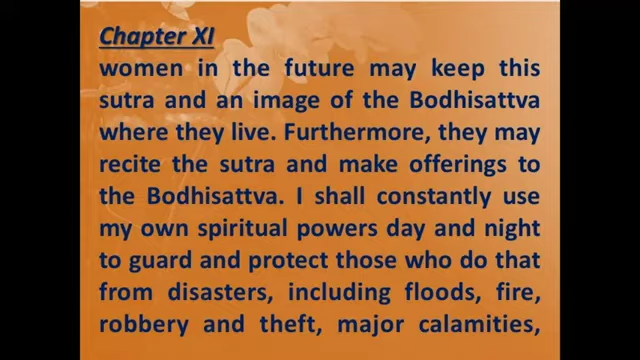 Chapter XI
women in the future may keep this
sutra and an image of the Bodhisattva
where they live. Furthermore, they may
recite the sutra and make offerings to
the Bodhisattva. I shall constantly use
my own spiritual powers day and night
to guard and protect those who do that
from disasters, including floods, fire,
robbery and theft, major calamities,